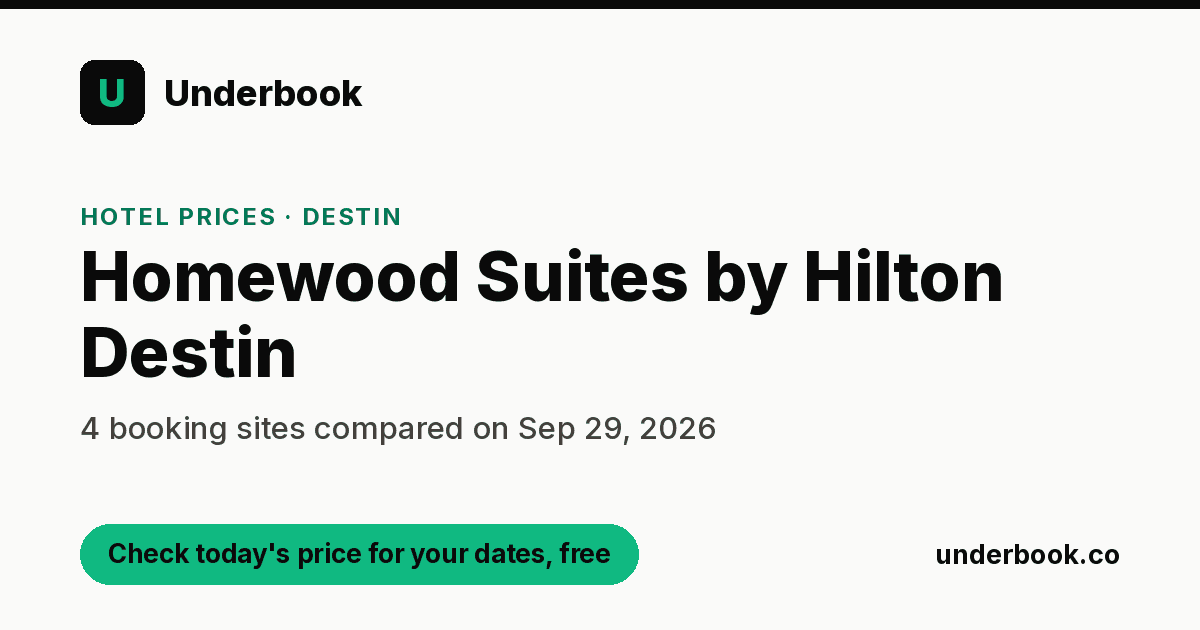 U Underbook
HOTEL PRICES · DESTIN
Homewood Suites by Hilton
Destin
4 booking sites compared on Sep 29, 2026
Check today's price for your dates, free
underbook.co